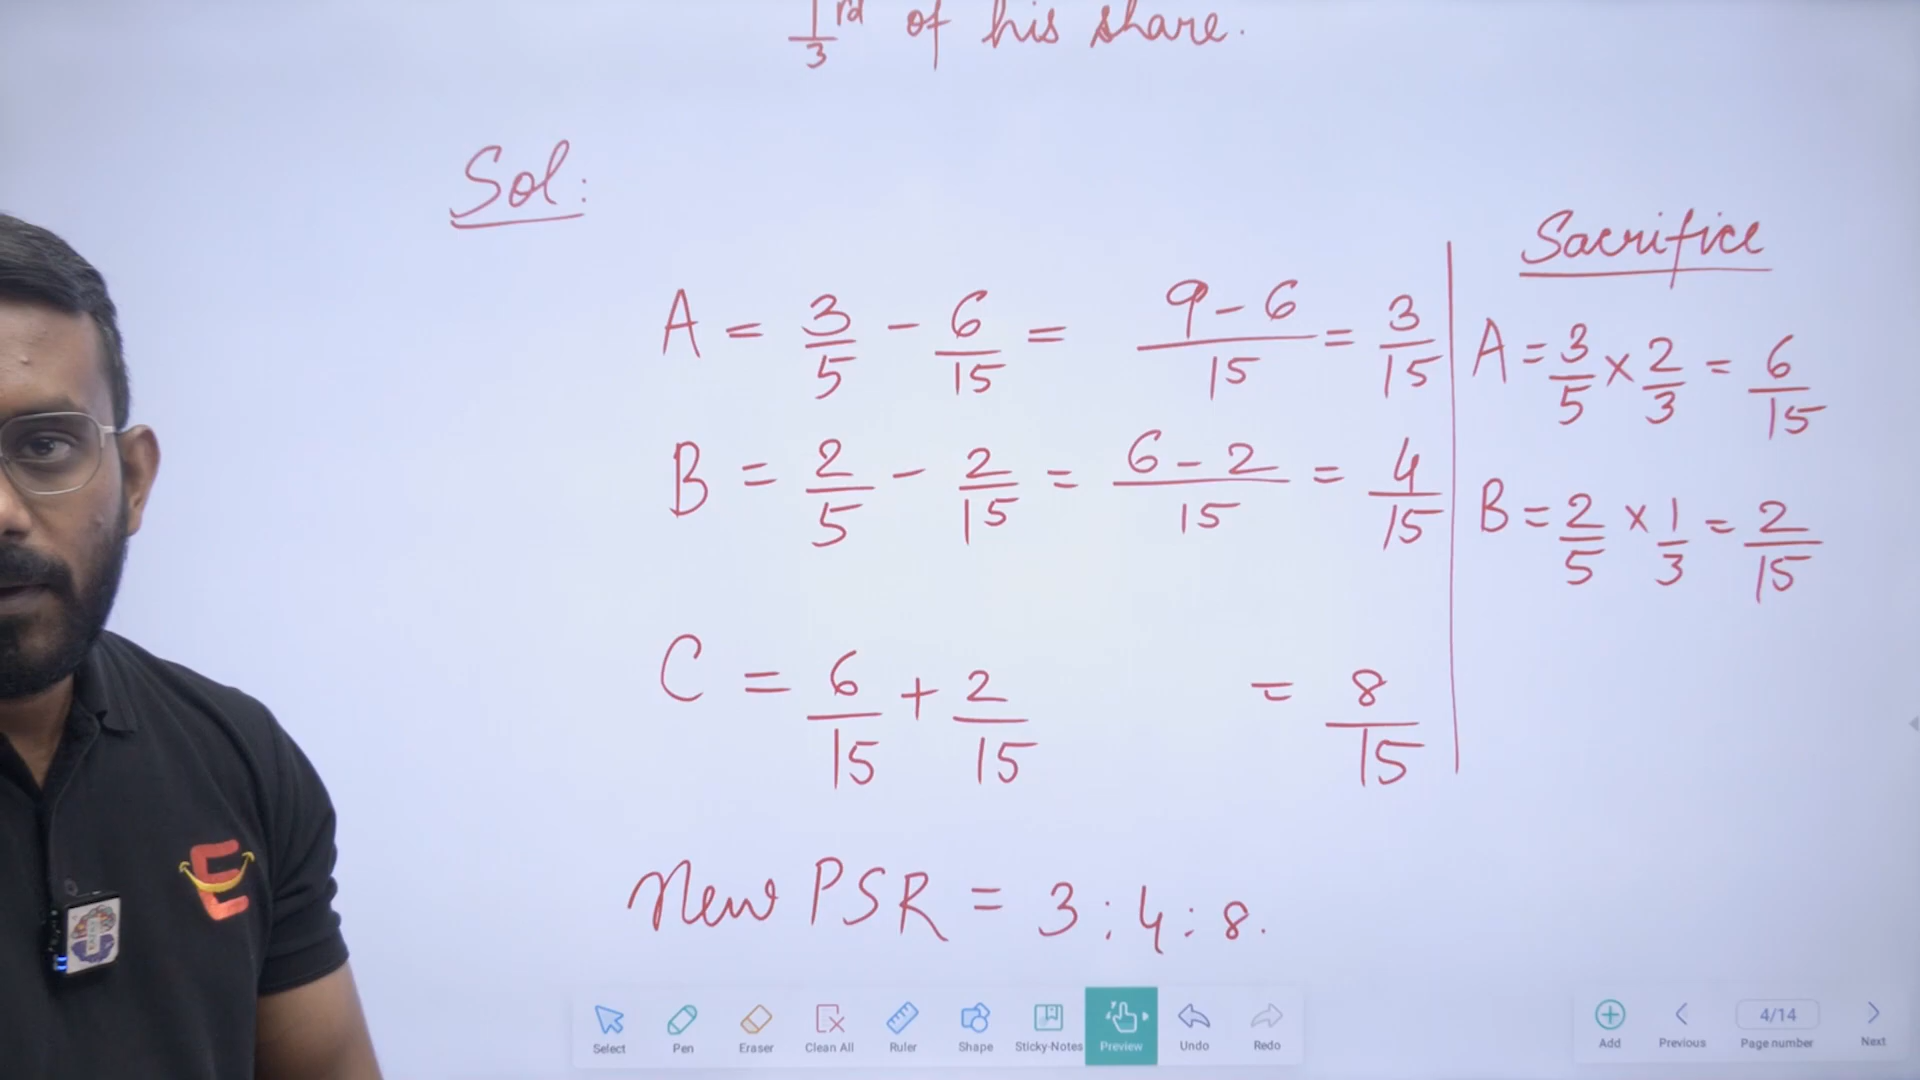 1/3 rd of his share.
Sol:
A = 3/5 - 6/15 = 9-6/15 = 3/15
B = 2/5 - 2/15 = 6-2/15 = 4/15
C = 6/15 + 2/15 = 8/15
New PSR = 3:4:8.
Sacrifice
A = 3/5 x 2/3 = 6/15
B = 2/5 x 1/3 = 2/15
E
Select Pen Eraser Clean All Ruler Shape Sticky-Notes Preview Undo Redo
Add Previous 4/14 Page number Next